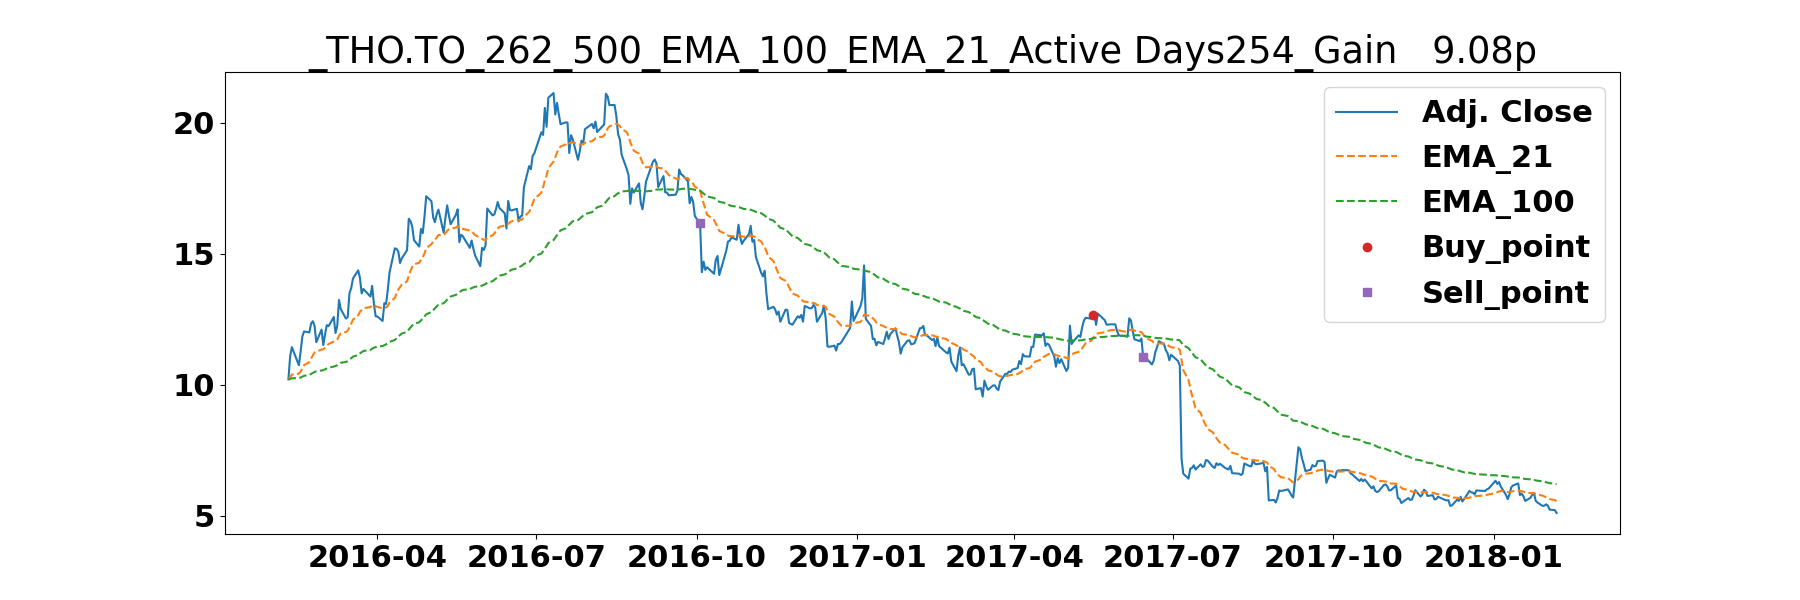 _THO.TO_262_500_EMA_100_EMA_21_Active Days254_Gain   9.08p
20
15
10
5
Adj. Close
EMA_21
EMA_100
Buy_point
Sell_point
2016-04 2016-07 2016-10 2017-01 2017-04 2017-07 2017-10 2018-01